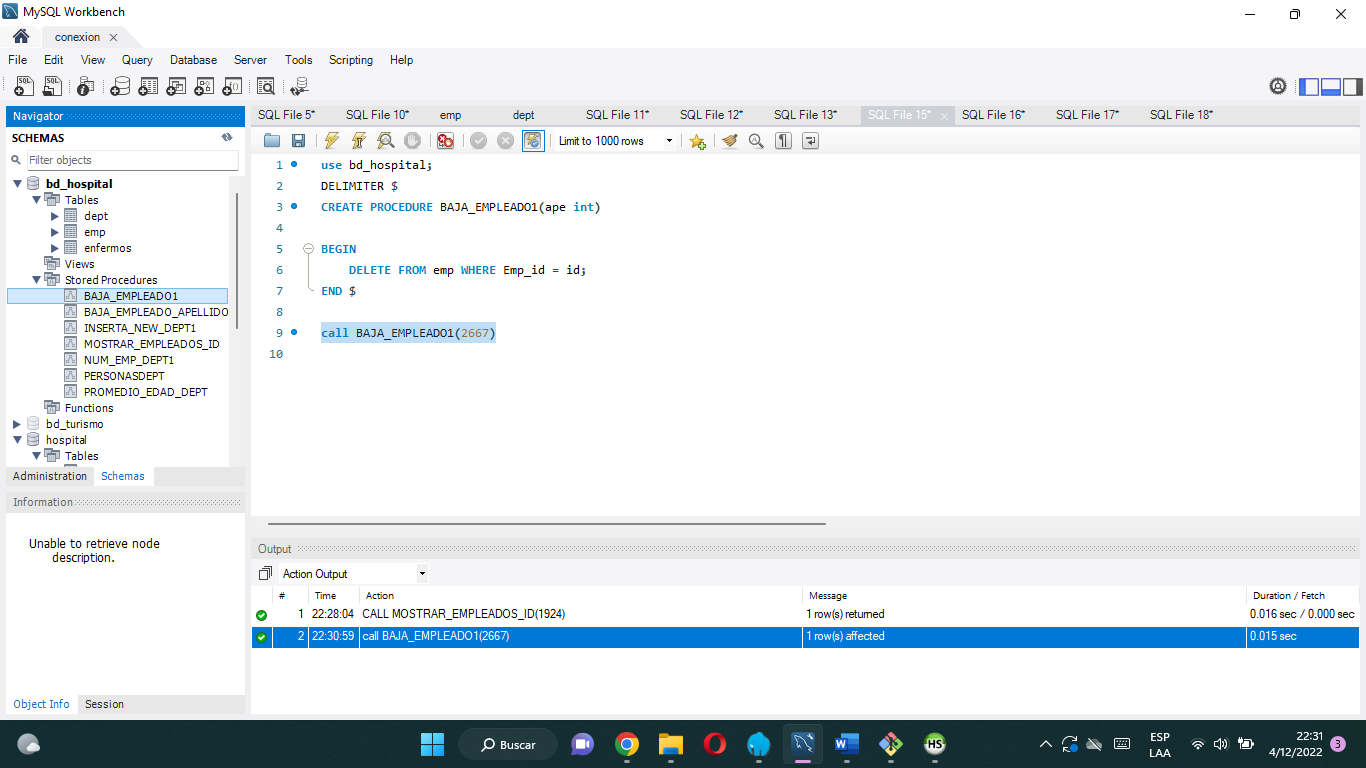 MySQL Workbench
conexion
File Edit View Query Database Server Tools Scripting Help
Navigator
SCHEMAS
Filter objects
bd_hospital
Tables
dept
emp
enfermos
Views
Stored Procedures
BAJA_EMPLEADO1
BAJA_EMPLEADO_APELLIDO
INSERTA_NEW_DEPT1
MOSTRAR_EMPLEADOS_ID
NUM_EMP_DEPT1
PERSONASDEPT
PROMEDIO_EDAD_DEPT
Functions
bd_turismo
hospital
Tables
Administration Schemas
Information
Unable to retrieve node
description.
Object Info Session
SQL File 5* SQL File 10* emp dept SQL File 11* SQL File 12* SQL File 13* SQL File 15* SQL File 16* SQL File 17* SQL File 18*
Limit to 1000 rows
1 use bd_hospital;
2 DELIMITER $
3 CREATE PROCEDURE BAJA_EMPLEADO1(ape int)
4
5 BEGIN
6 DELETE FROM emp WHERE Emp_id = id;
7 END $
8
9 call BAJA_EMPLEADO1(2667)
10
Output
Action Output
# Time Action Message Duration / Fetch
1 22:28:04 CALL MOSTRAR_EMPLEADOS_ID(1924) 1 row(s) returned 0.016 sec / 0.000 sec
2 22:30:59 call BAJA_EMPLEADO1(2667) 1 row(s) affected 0.015 sec
Buscar
HS
ESP
LAA
22:31
4/12/2022
3